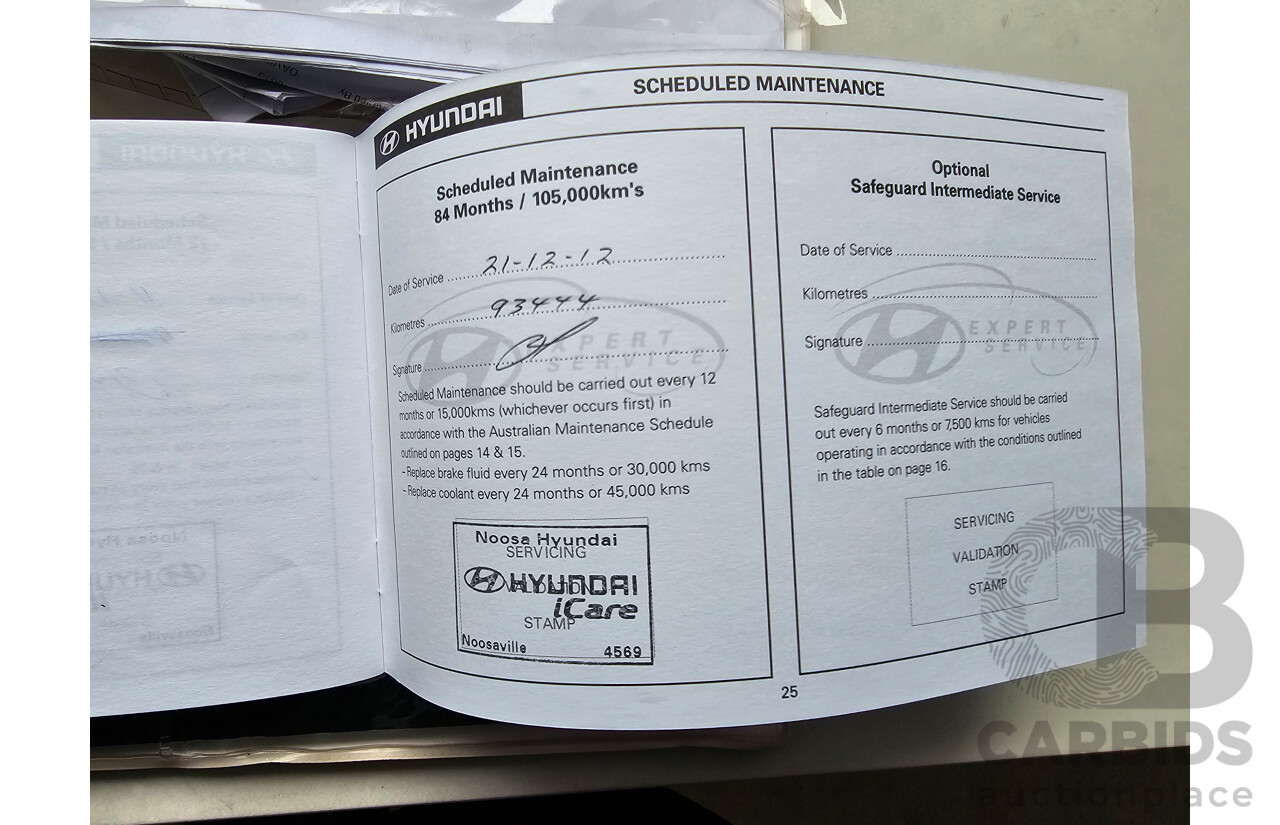 HYUNDAI
SCHEDULED MAINTENANCE
Scheduled Maintenance
84 Months / 105,000km's
Date of Service 21-12-12
Kilometres 93444
Signature
EXPERT
SERVICE
Scheduled Maintenance should be carried out every 12
months or 15,000kms (whichever occurs first) in
accordance with the Australian Maintenance Schedule
outlined on pages 14 & 15.
- Replace brake fluid every 24 months or 30,000 kms
- Replace coolant every 24 months or 45,000 kms
Noosa Hyundai
SERVICING
HYUNDAI
iCare
STAMP
Noosaville 4569
Optional
Safeguard Intermediate Service
Date of Service
Kilometres
Signature
EXPERT
SERVICE
Safeguard Intermediate Service should be carried
out every 6 months or 7,500 kms for vehicles
operating in accordance with the conditions outlined
in the table on page 16.
SERVICING
VALIDATION
STAMP
25
CARBIDS
auctionplace